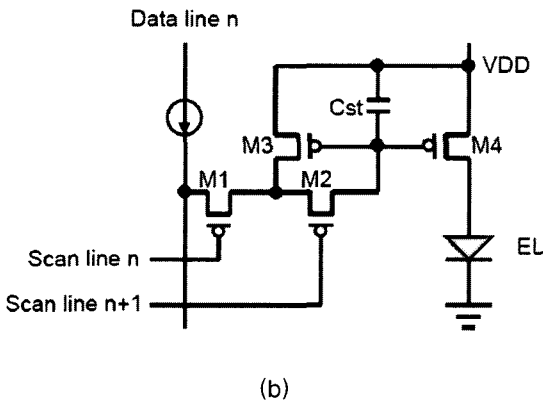 Data line n
VDD
Cst
M3
M4
M1
M2
EL
Scan line n
Scan line n+1
(b)